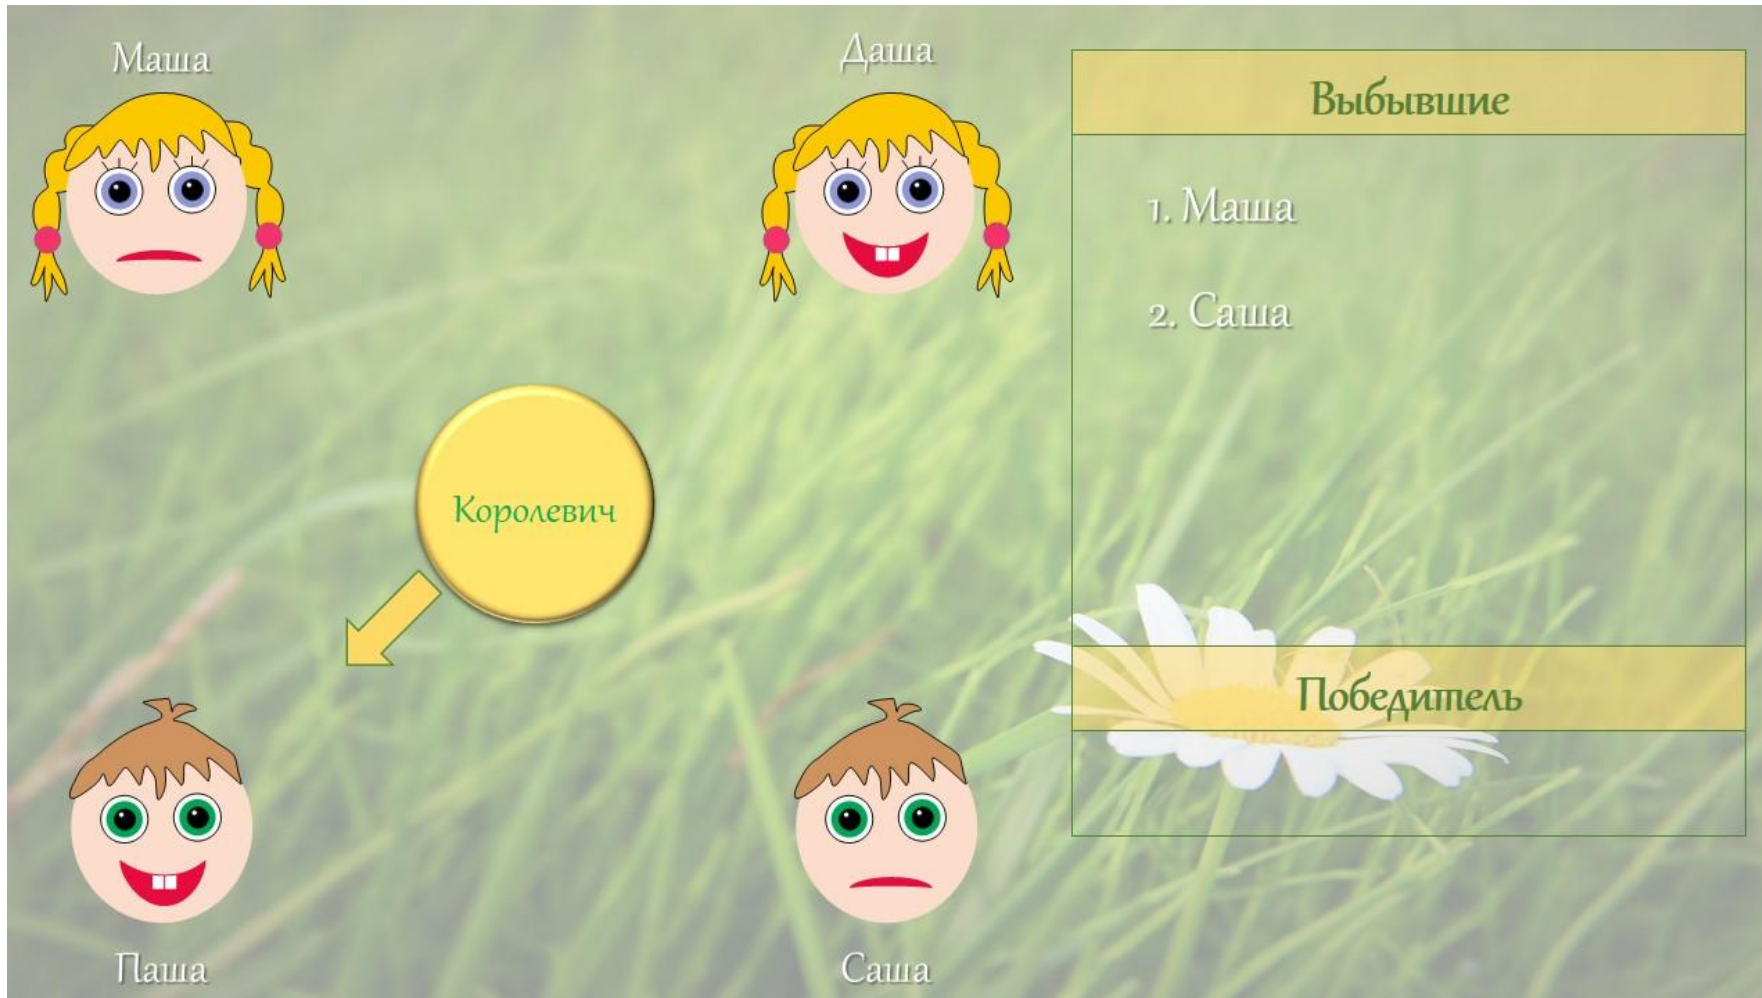 Маша
Даша
Выбывшие
1. Маша
2. Саша
Королевич
Победитель
Паша
Саша